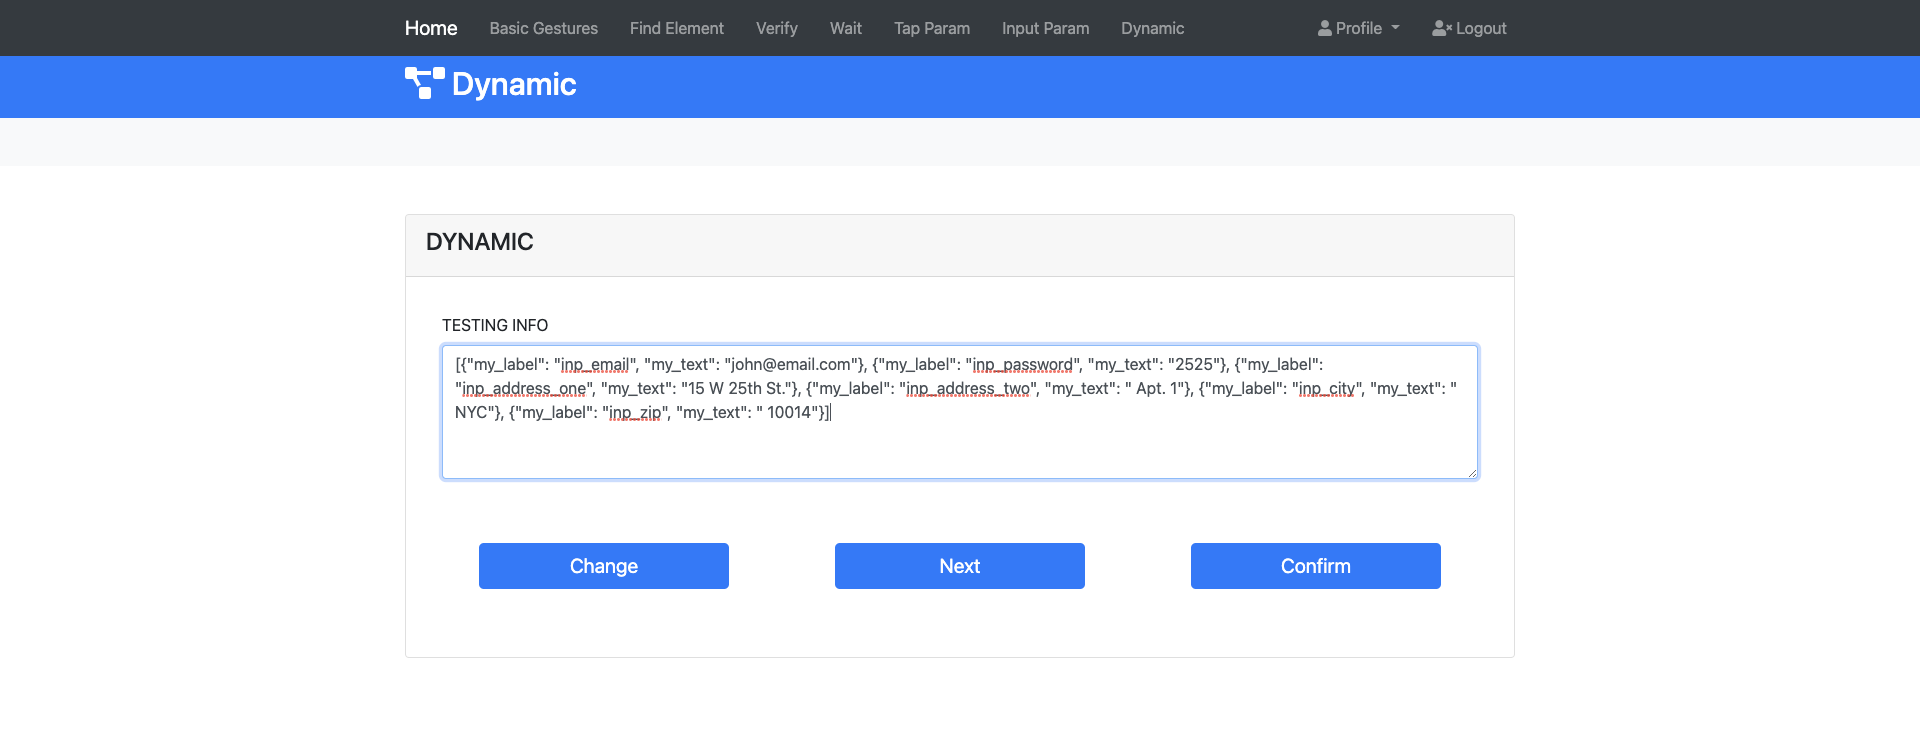 Home Basic Gestures Find Element Verify Wait Tap Param Input Param Dynamic Profile Logout
Dynamic
DYNAMIC
TESTING INFO
[{"my_label": "inp_email", "my_text": "john@email.com"}, {"my_label": "inp_password", "my_text": "2525"}, {"my_label":
"inp_address_one", "my_text": "15 W 25th St."}, {"my_label": "inp_address_two", "my_text": " Apt. 1"}, {"my_label": "inp_city", "my_text": "
NYC"}, {"my_label": "inp_zip", "my_text": " 10014"}]
Change Next Confirm